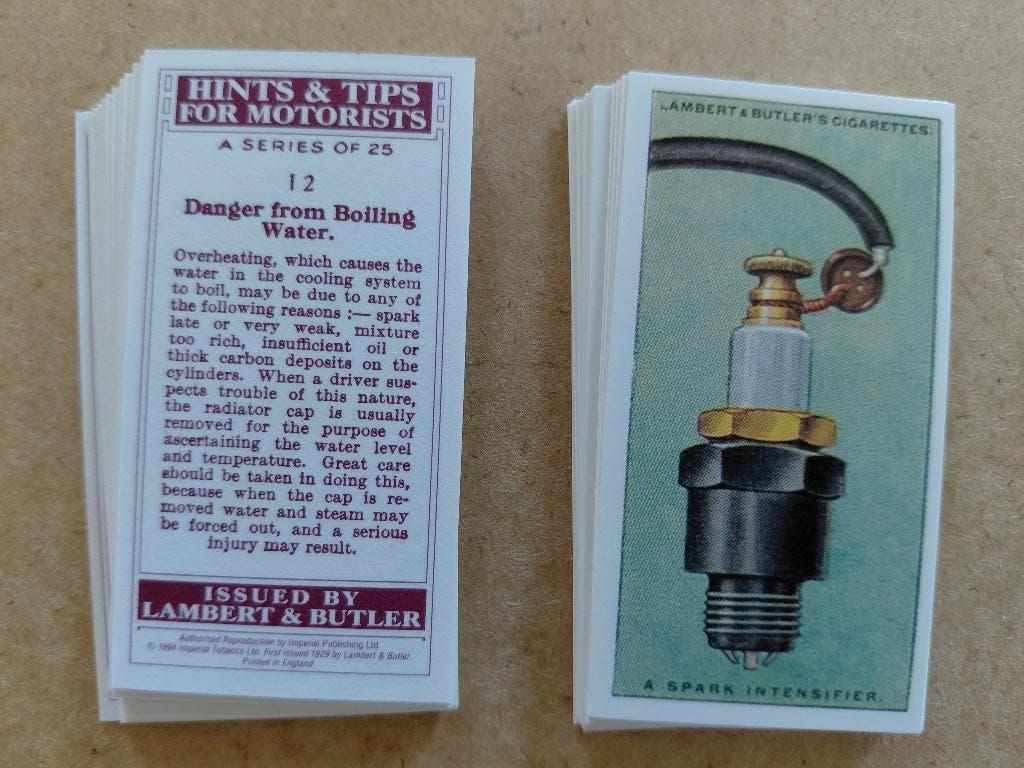 HINTS & TIPS
FOR MOTORISTS
A SERIES OF 25
12
Danger from Boiling
Water.
Overheating, which causes the
water in the cooling system
to boil, may be due to any of
the following reasons :— spark
late or very weak, mixture
too rich, insufficient oil or
thick carbon deposits on the
cylinders. When a driver sus-
pects trouble of this nature,
the radiator cap is usually
removed for the purpose of
ascertaining the water level
and temperature. Great care
should be taken in doing this,
because when the cap is re-
moved water and steam may
be forced out, and a serious
injury may result.
ISSUED BY
LAMBERT & BUTLER
Authorised Reproduction by Imperial Publishing Ltd.
© 1994 Imperial Tobacco Ltd. First issued 1929 by Lambert & Butler.
Printed in England
LAMBERT & BUTLER'S CIGARETTES.
A SPARK INTENSIFIER.